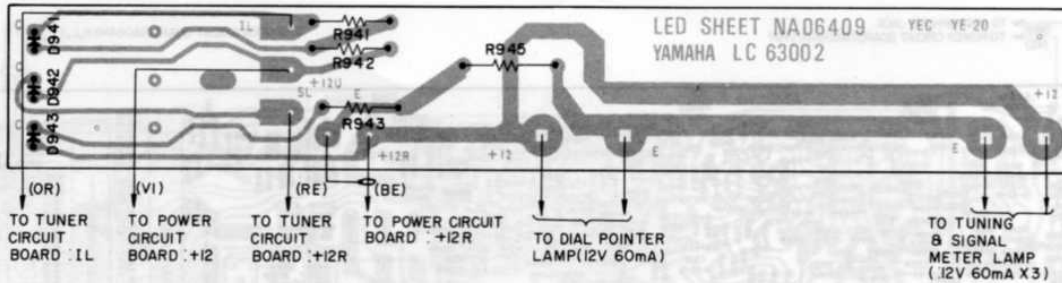 LED SHEET NA06409 YEC YE-20
YAMAHA LC 63002
C
D941
IL
R941
R942
R945
C
D942
+12U
SL
E
+12
C
D943
R943
+12R
+12
E
E
(OR)
(VI)
(RE)
(BE)
TO TUNER
CIRCUIT
BOARD :IL
TO POWER
CIRCUIT
BOARD :+12
TO TUNER
CIRCUIT
BOARD :+12R
TO POWER CIRCUIT
BOARD :+12R
TO DIAL POINTER
LAMP(12V 60mA)
TO TUNING
& SIGNAL
METER LAMP
(:12V 60mA X3)